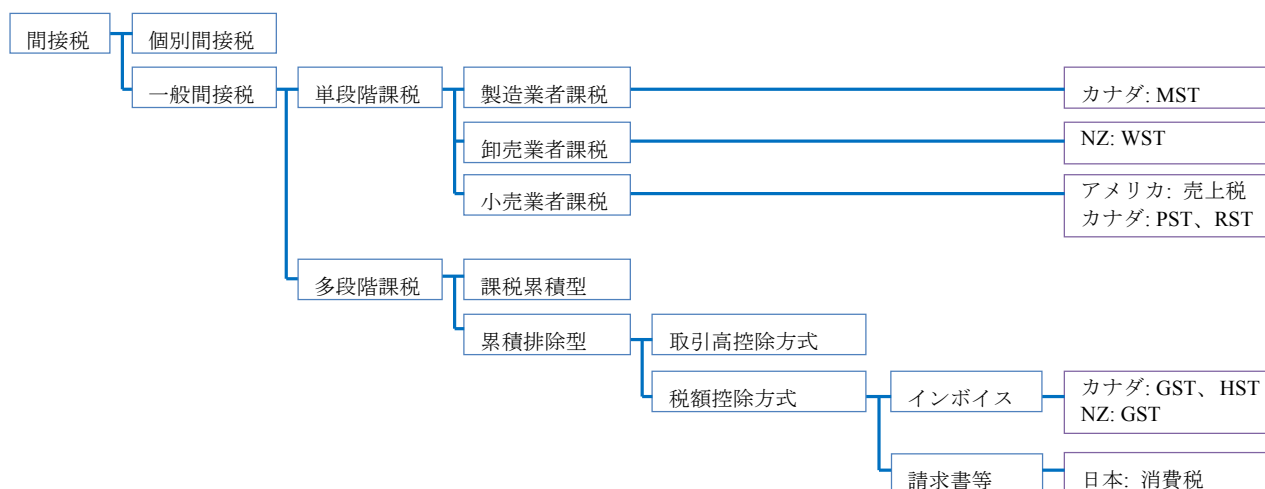 間接税
個別間接税
一般間接税
単段階課税
製造業者課税
カナダ: MST
卸売業者課税
NZ: WST
小売業者課税
アメリカ: 売上税
カナダ: PST、RST
多段階課税
課税累積型
累積排除型
取引高控除方式
税額控除方式
インボイス
カナダ: GST、HST
NZ: GST
請求書等
日本: 消費税